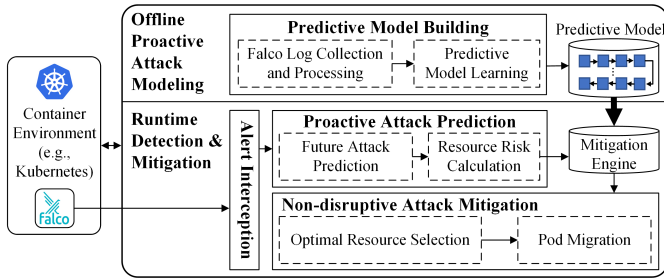 Offline
Proactive
Attack
Modeling
Predictive Model Building
Falco Log Collection
and Processing
Predictive
Model Learning
Predictive Model
Container
Environment
(e.g.,
Kubernetes)
falco
Runtime
Detection &
Mitigation
Alert Interception
Proactive Attack Prediction
Future Attack
Prediction
Resource Risk
Calculation
Mitigation
Engine
Non-disruptive Attack Mitigation
Optimal Resource Selection
Pod Migration